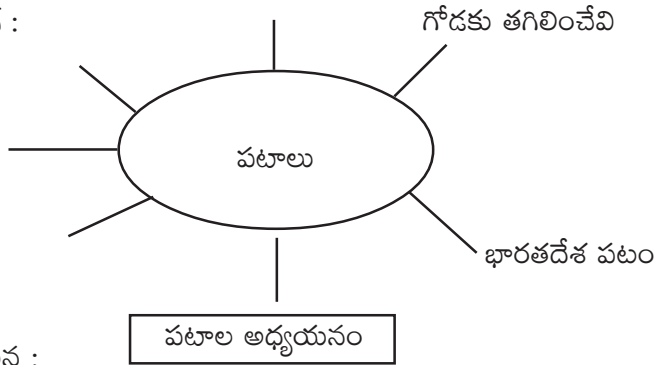 గోడకు తగిలించేవి
పటాలు
భారతదేశ పటం
పటాల అధ్యయనం